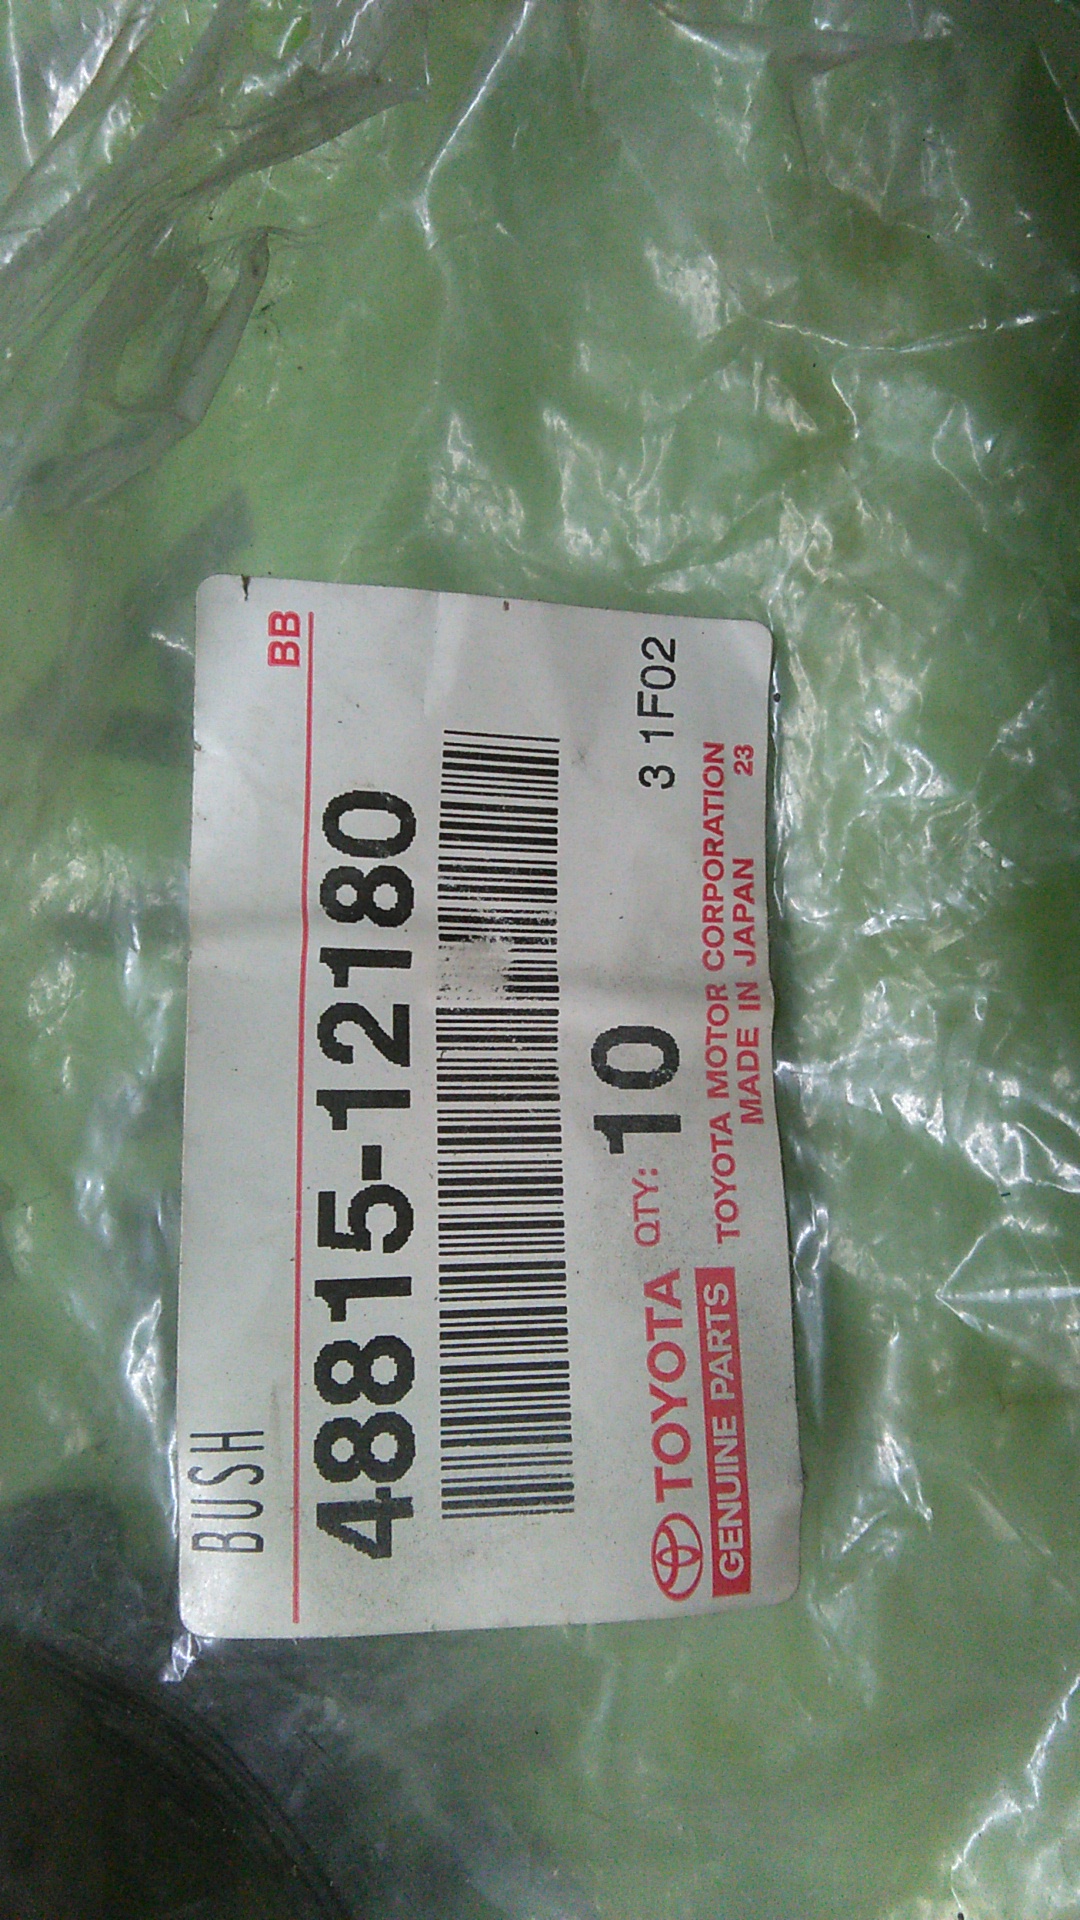 BUSH
BB
48815-12180
QTY: 10
3 1F02
TOYOTA
GENUINE PARTS
TOYOTA MOTOR CORPORATION
MADE IN JAPAN 23